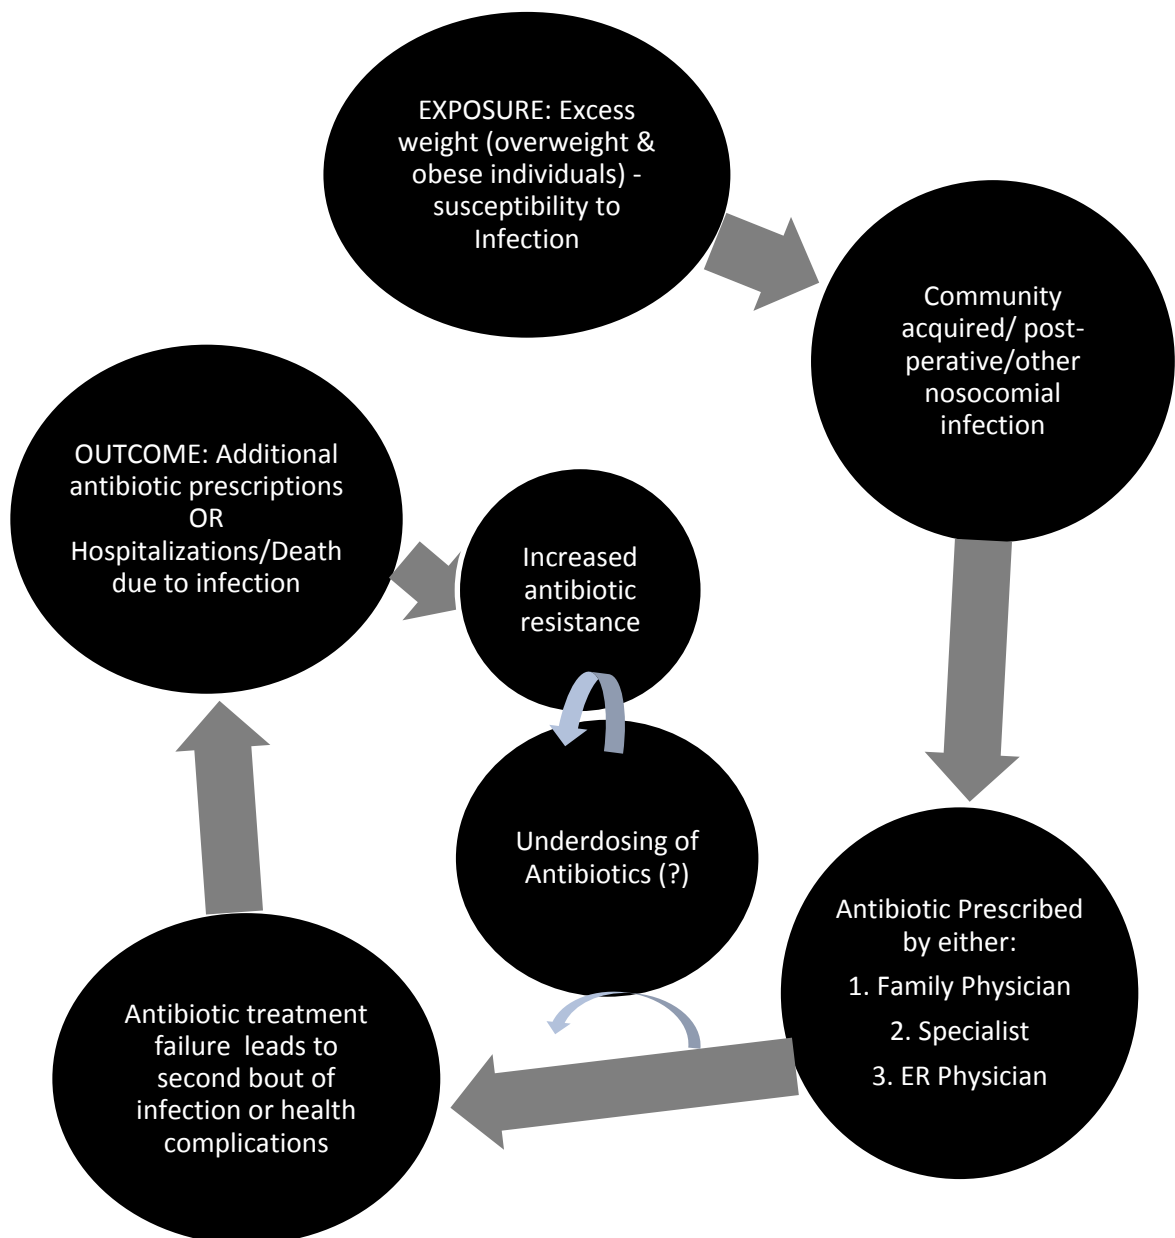 EXPOSURE: Excess
weight (overweight &
obese individuals) -
susceptibility to
Infection
Community
acquired/ post-
perative/other
nosocomial
infection
Antibiotic Prescribed
by either:
1. Family Physician
2. Specialist
3. ER Physician
Antibiotic treatment
failure leads to
second bout of
infection or health
complications
OUTCOME: Additional
antibiotic prescriptions
OR
Hospitalizations/Death
due to infection
Increased
antibiotic
resistance
Underdosing of
Antibiotics (?)